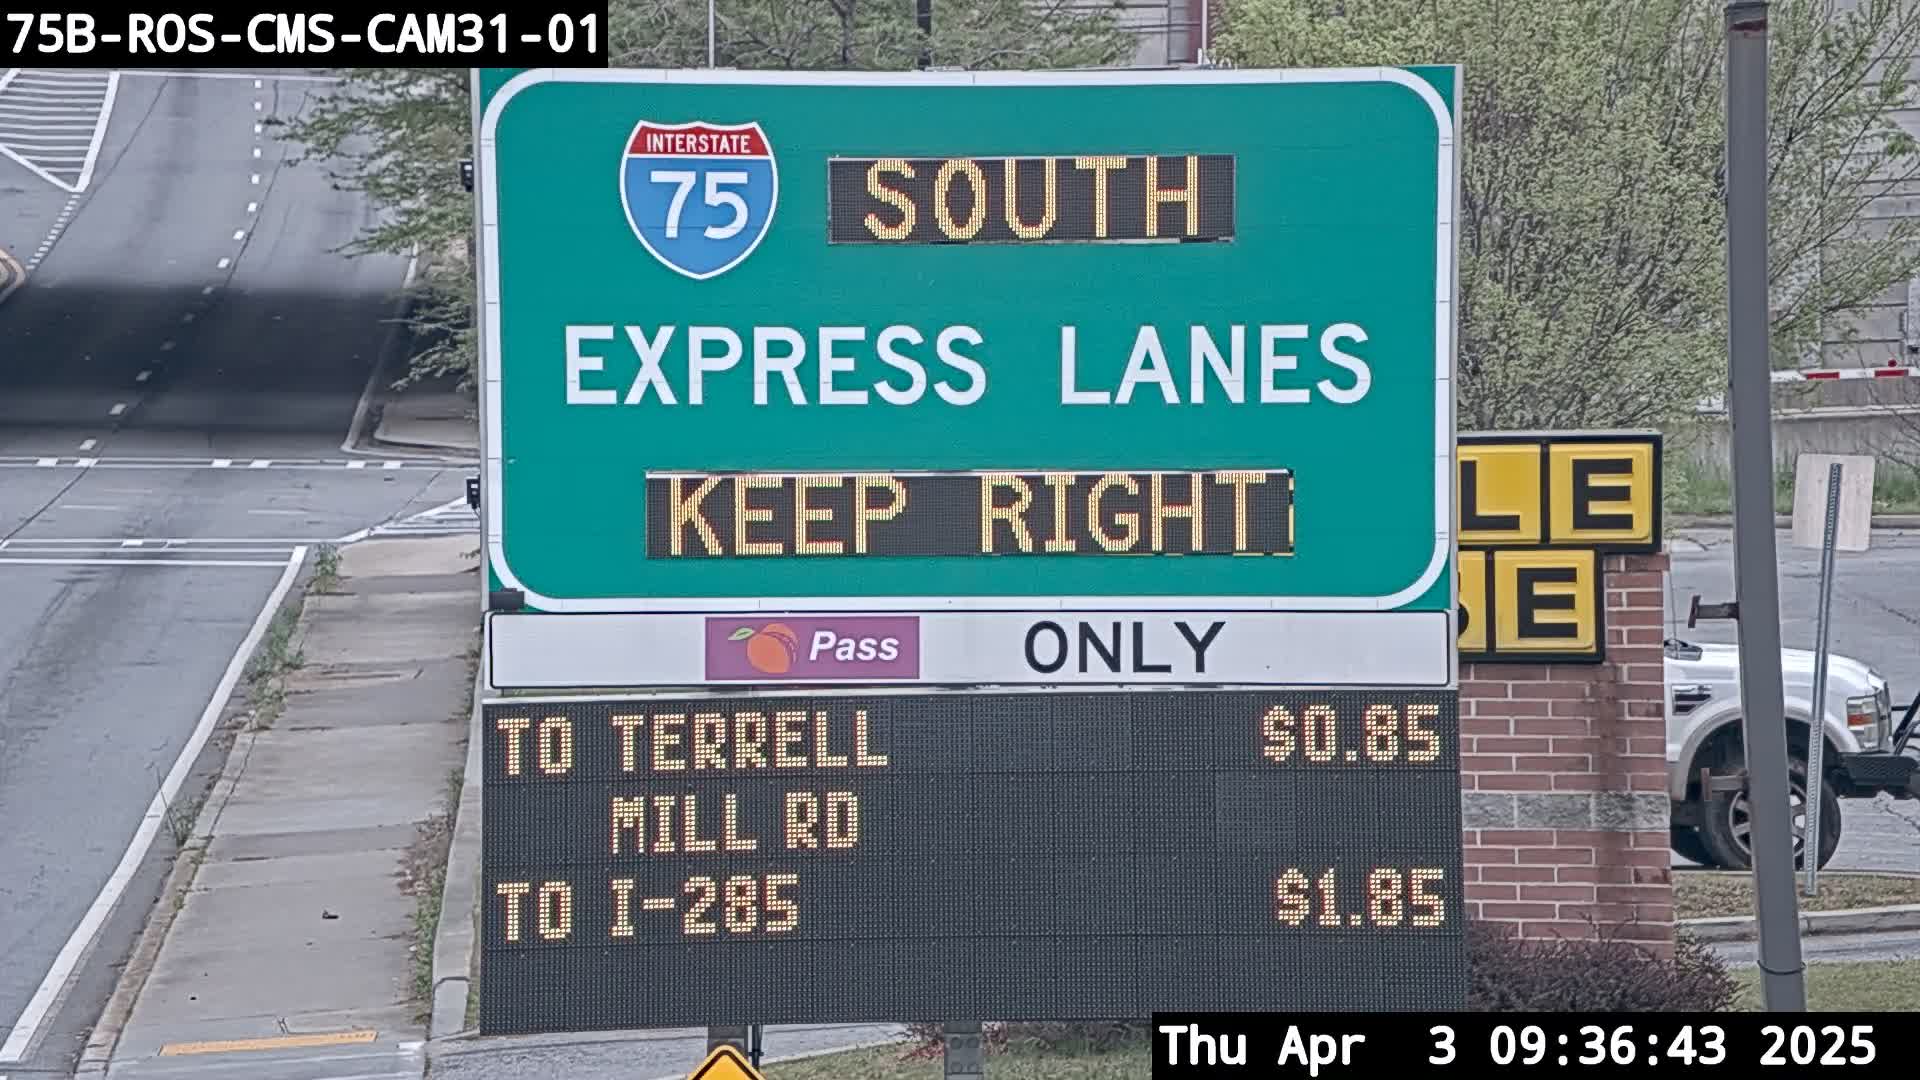 75B-ROS-CMS-CAM31-01
INTERSTATE
75
SOUTH
EXPRESS LANES
KEEP RIGHT
Pass ONLY
TO TERRELL $0.85
MILL RD
TO I-285 $1.85
LE
E
Thu Apr 3 09:36:43 2025